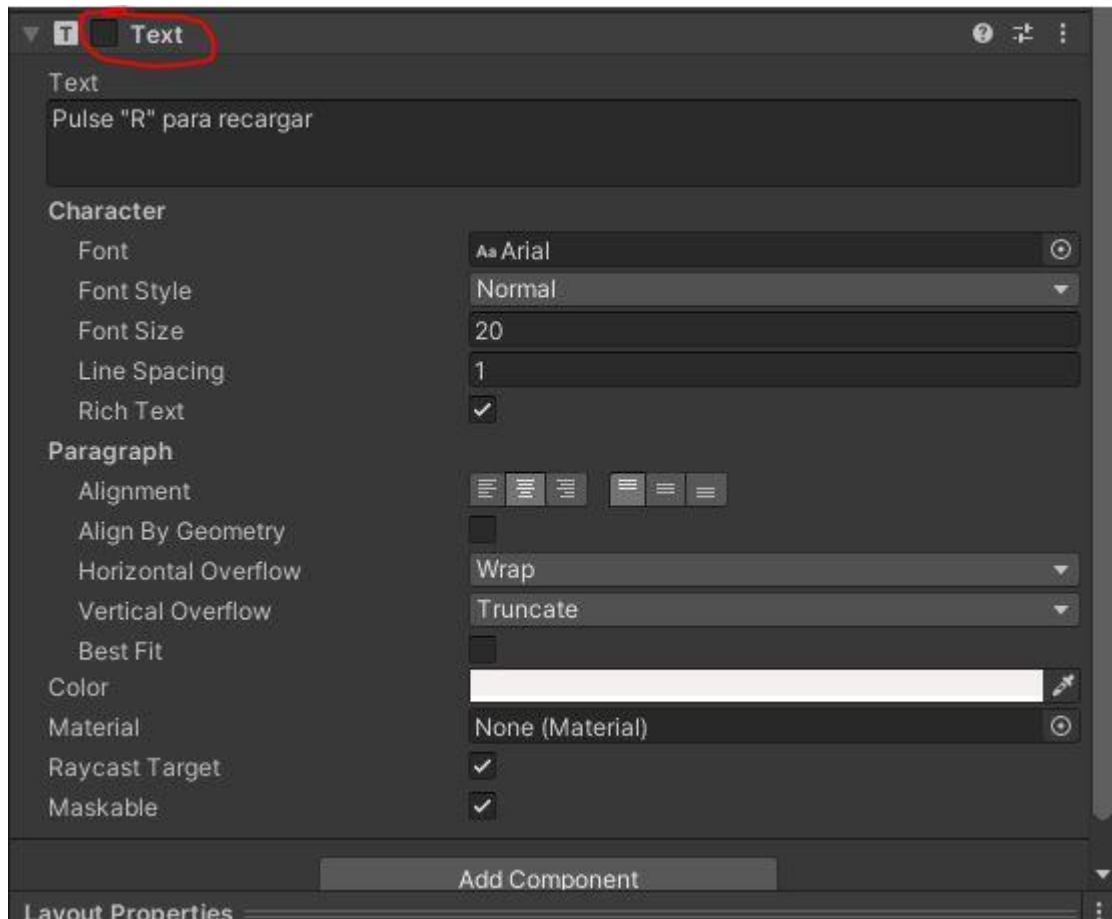 Text
Text
Pulse "R" para recargar
Character
Font Aa Arial
Font Style Normal
Font Size 20
Line Spacing 1
Rich Text
Paragraph
Alignment
Align By Geometry
Horizontal Overflow Wrap
Vertical Overflow Truncate
Best Fit
Color
Material None (Material)
Raycast Target
Maskable
Add Component
Layout Properties